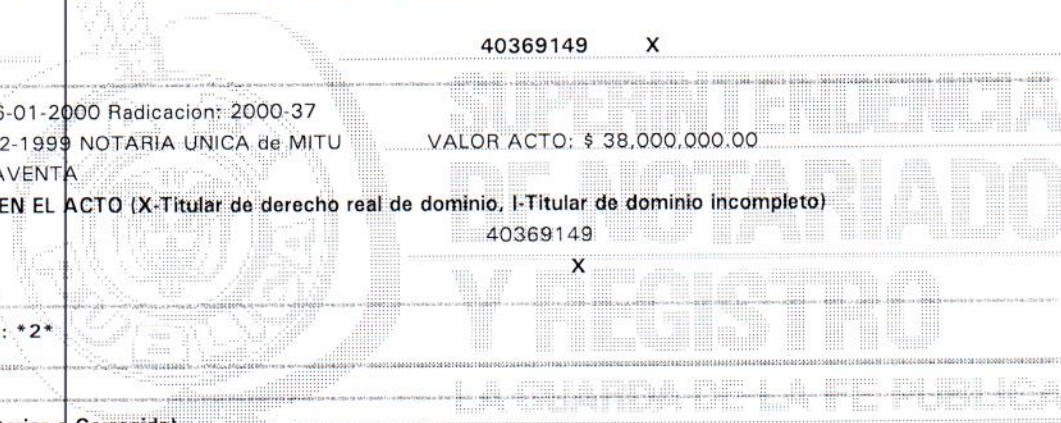 40369149 X
6-01-2000 Radicacion: 2000-37
2-1999 NOTARIA UNICA de MITU VALOR ACTO: $ 38,000,000.00
AVENTA
EN EL ACTO (X-Titular de derecho real de dominio, I-Titular de dominio incompleto)
40369149
X
: *2*
SUPERINTENDENCIA
DE NOTARIADO
Y REGISTRO
LA GUARDA DE LA FE PUBLICA